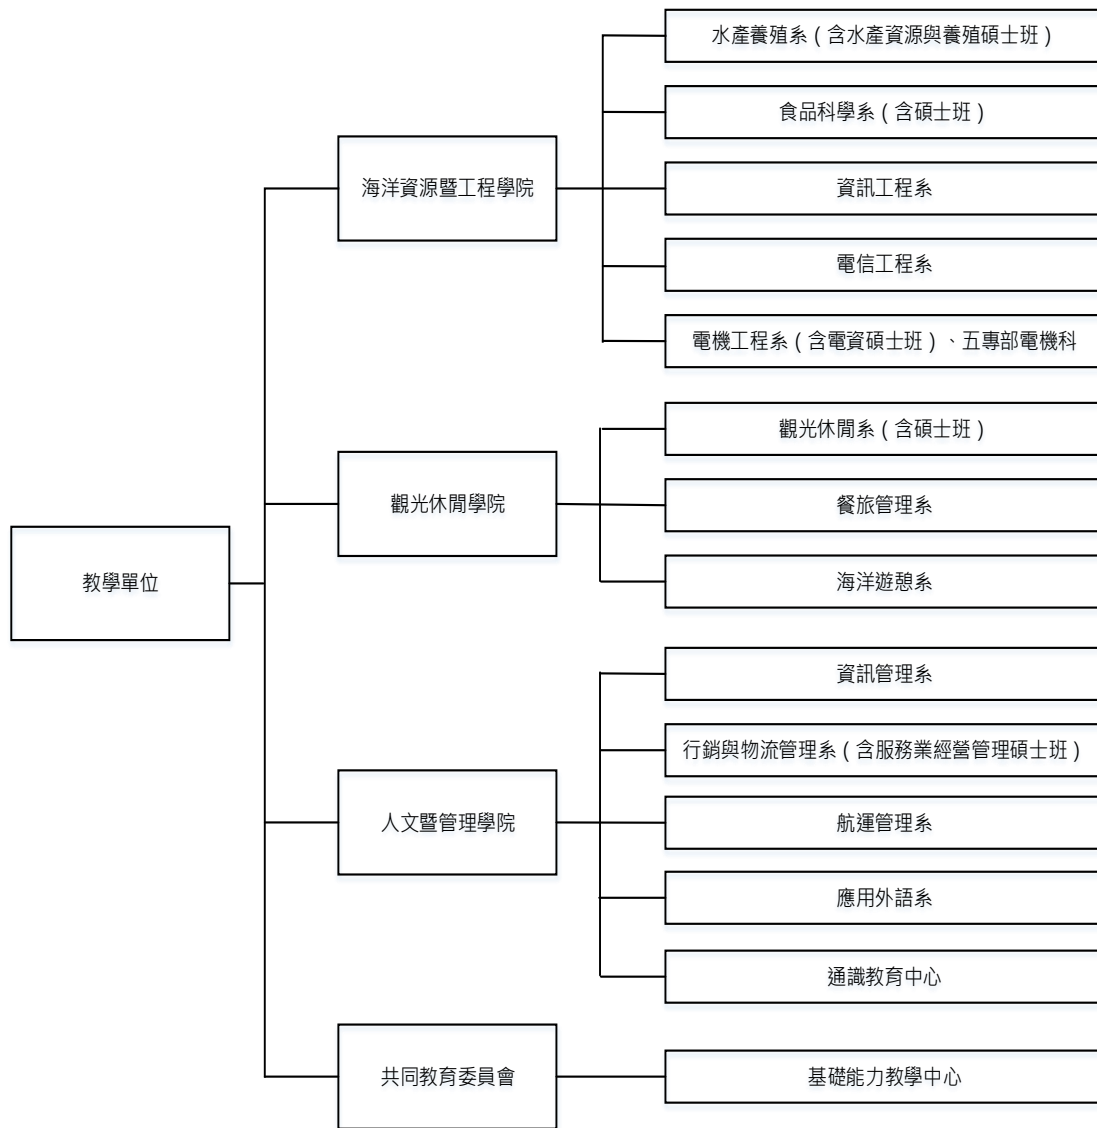 教學單位
海洋資源暨工程學院
水產養殖系（含水產資源與養殖碩士班）
食品科學系（含碩士班）
資訊工程系
電信工程系
電機工程系（含電資碩士班）、五專部電機科
觀光休閒學院
觀光休閒系（含碩士班）
餐旅管理系
海洋遊憩系
人文暨管理學院
資訊管理系
行銷與物流管理系（含服務業經營管理碩士班）
航運管理系
應用外語系
通識教育中心
共同教育委員會
基礎能力教學中心